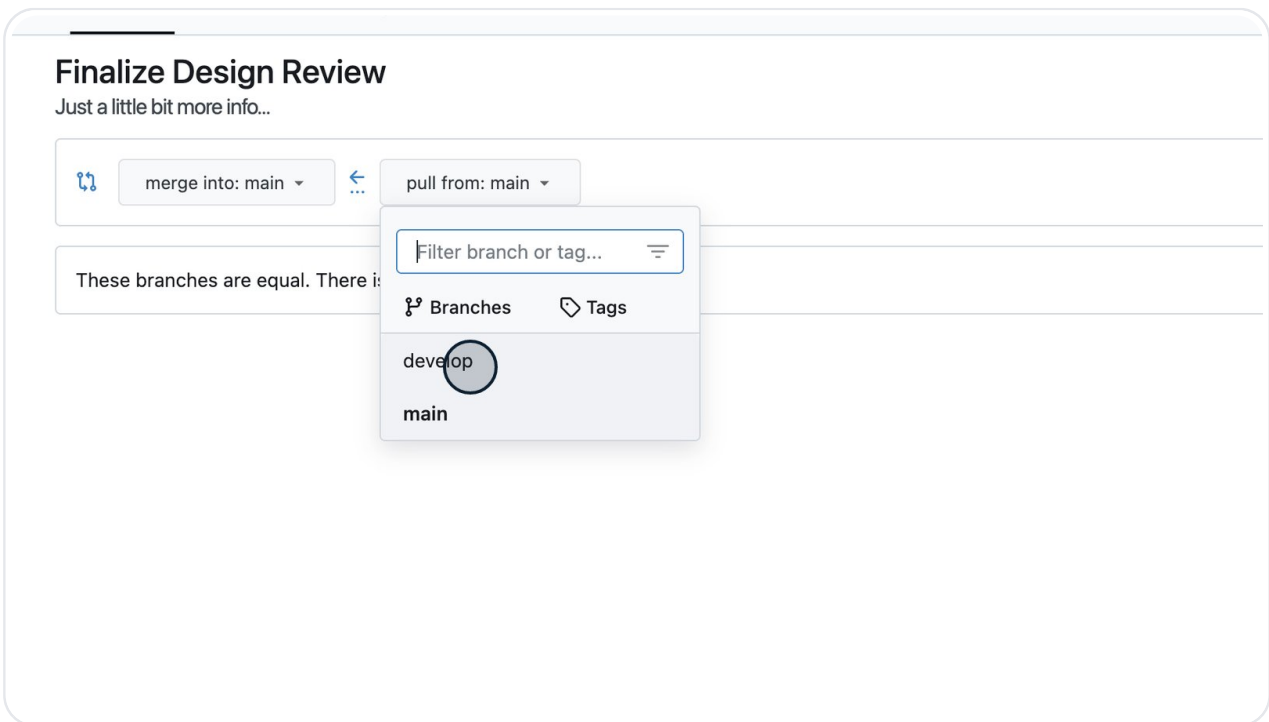 Finalize Design Review
Just a little bit more info...
merge into: main
pull from: main
Filter branch or tag...
These branches are equal. There is
Branches Tags
develop
main